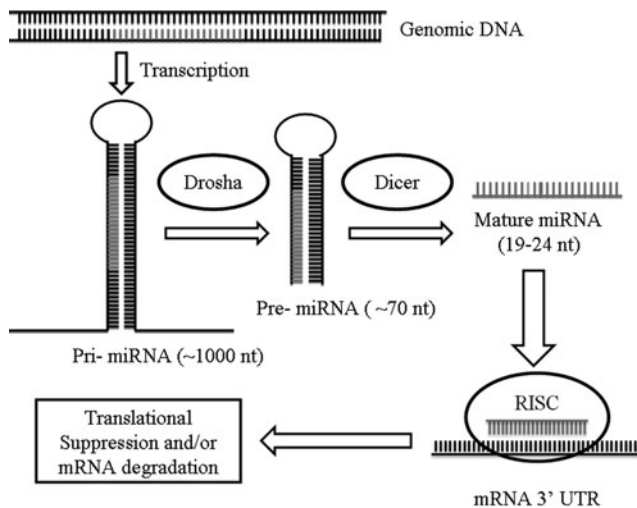 Genomic DNA
Transcription
Drosha
Dicer
Mature miRNA
(19-24 nt)
Pre- miRNA ( ~70 nt)
Pri- miRNA (~1000 nt)
RISC
Translational
Suppression and/or
mRNA degradation
mRNA 3’ UTR